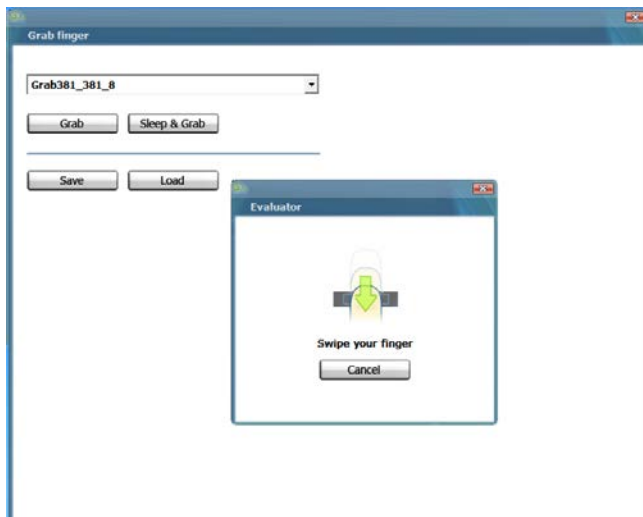 Grab finger
Grab381_381_8
Grab Sleep & Grab
Save Load
Evaluator
Swipe your finger
Cancel